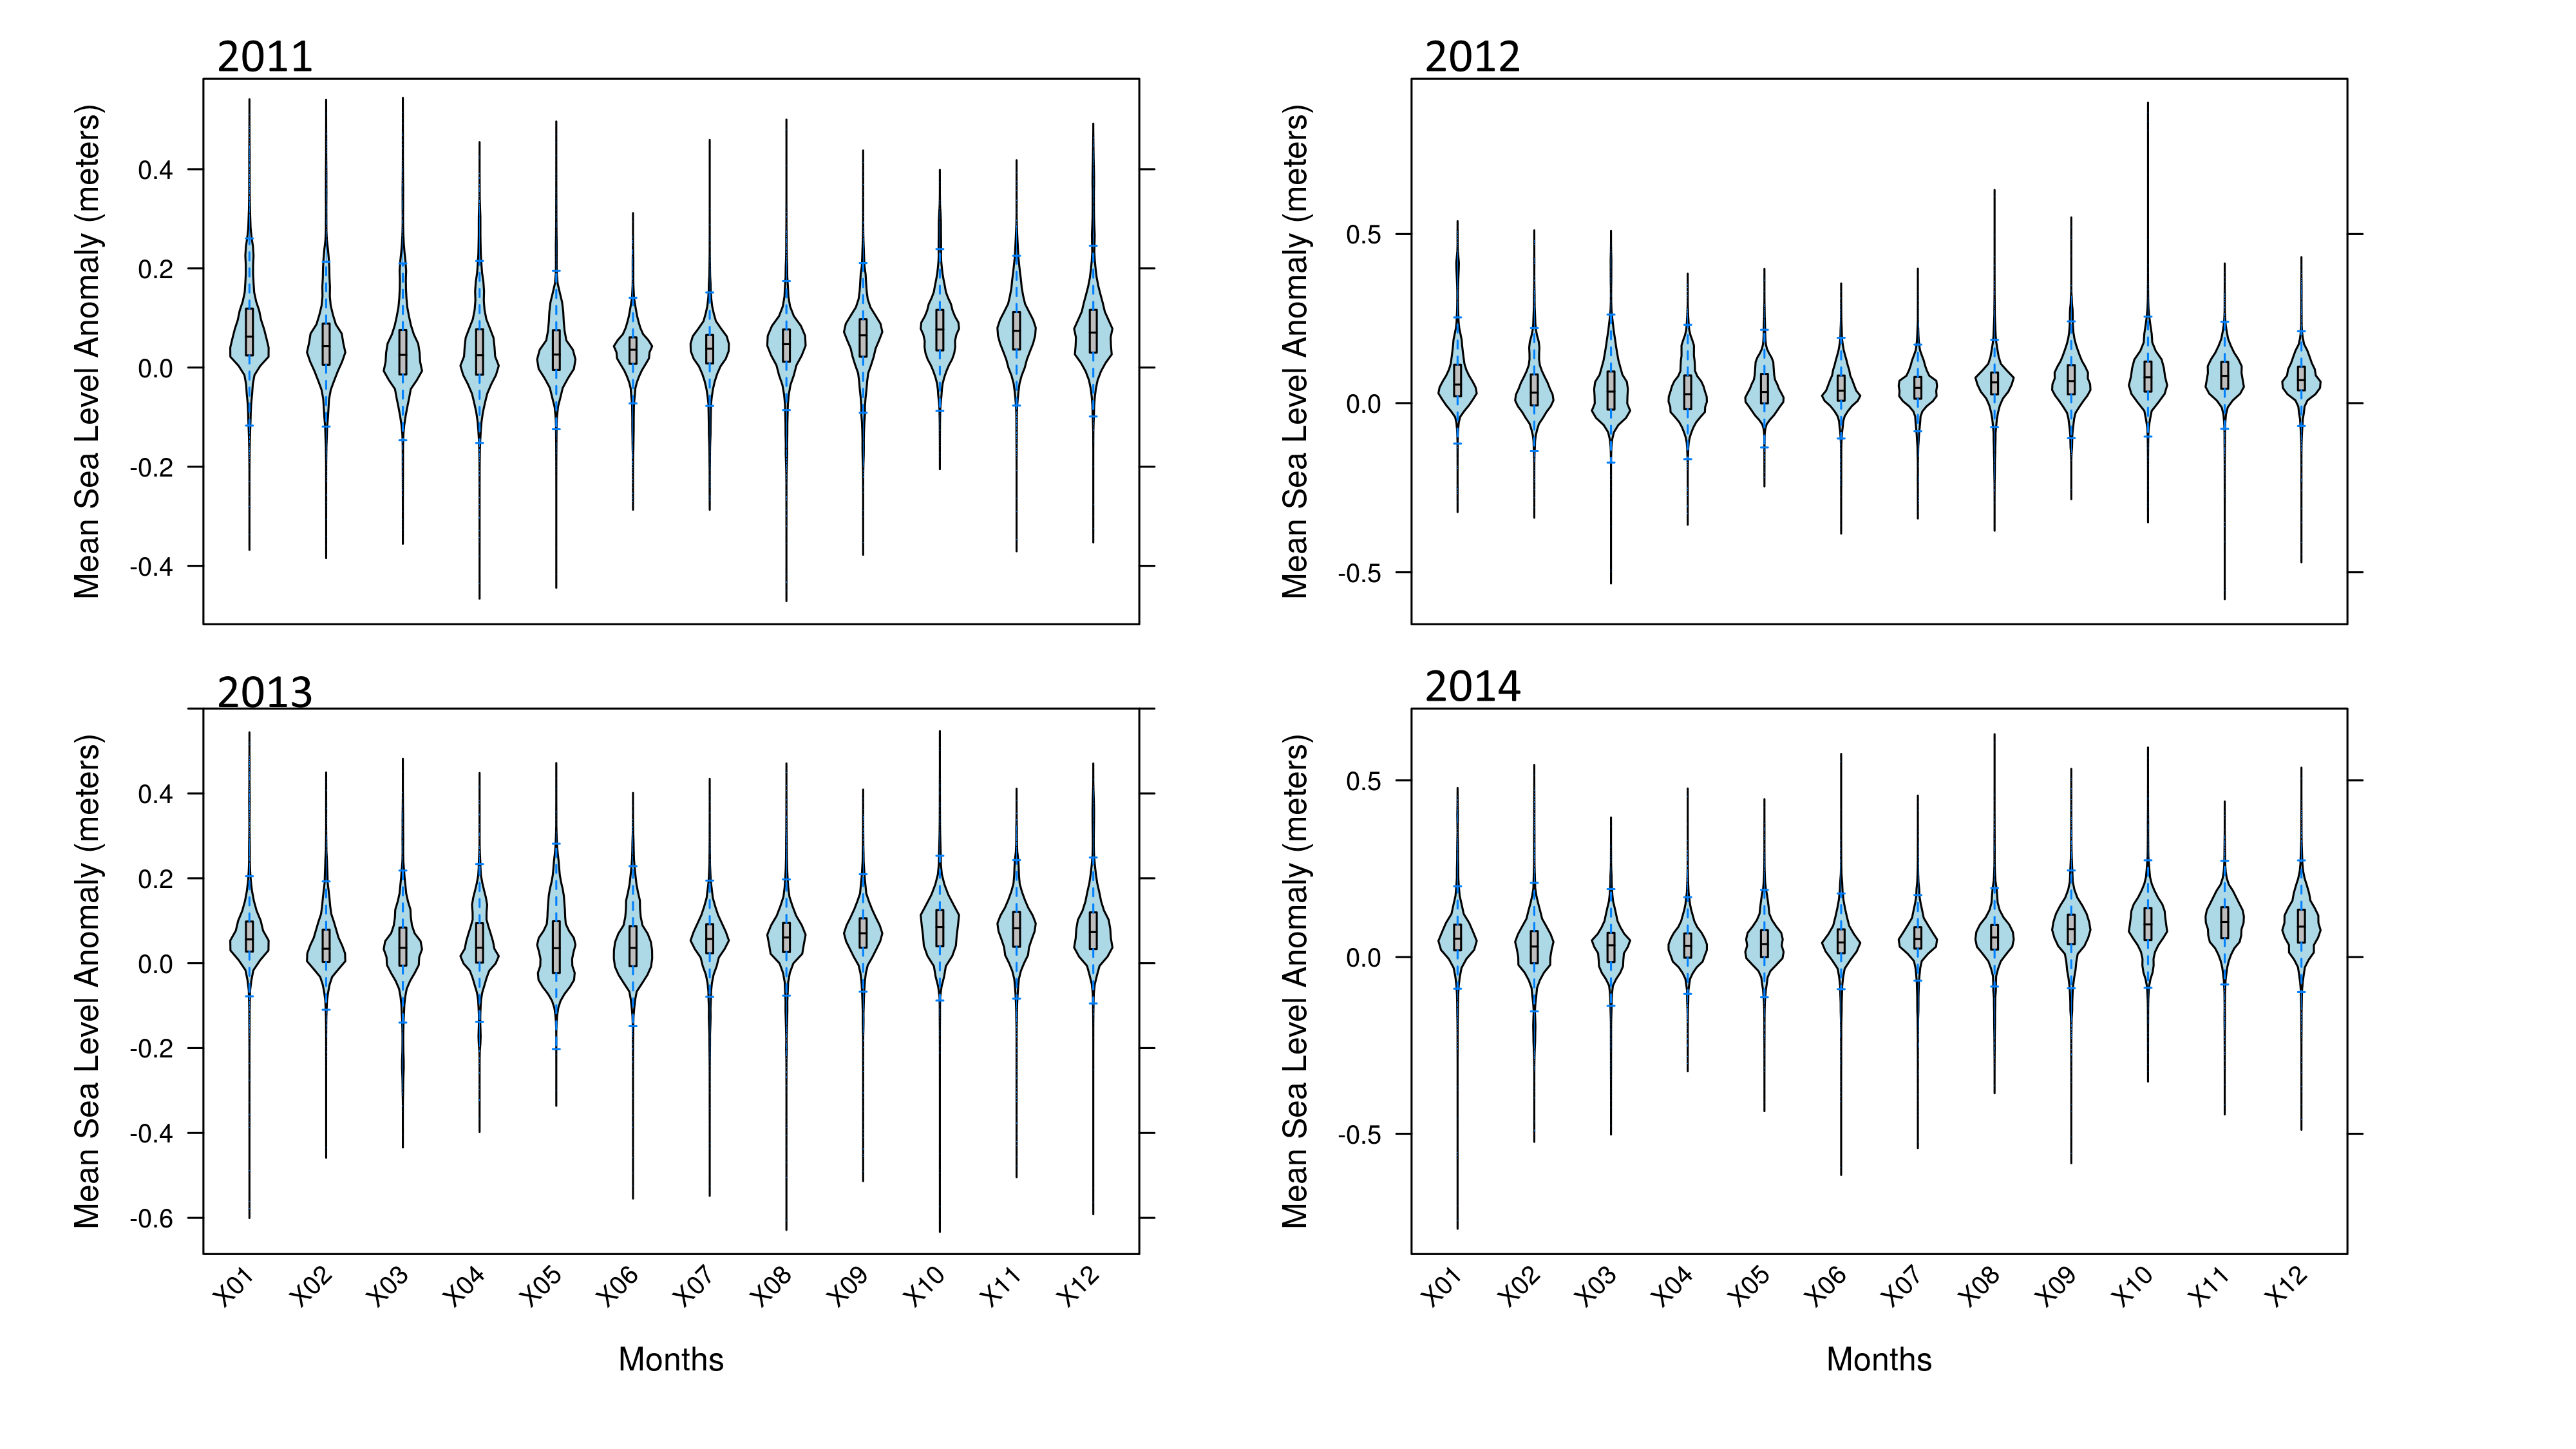 2011
Mean Sea Level Anomaly (meters)
0.4
0.2
0.0
-0.2
-0.4
2012
Mean Sea Level Anomaly (meters)
0.5
0.0
-0.5
2013
Mean Sea Level Anomaly (meters)
0.4
0.2
0.0
-0.2
-0.4
-0.6
X01 X02 X03 X04 X05 X06 X07 X08 X09 X10 X11 X12
Months
2014
Mean Sea Level Anomaly (meters)
0.5
0.0
-0.5
X01 X02 X03 X04 X05 X06 X07 X08 X09 X10 X11 X12
Months